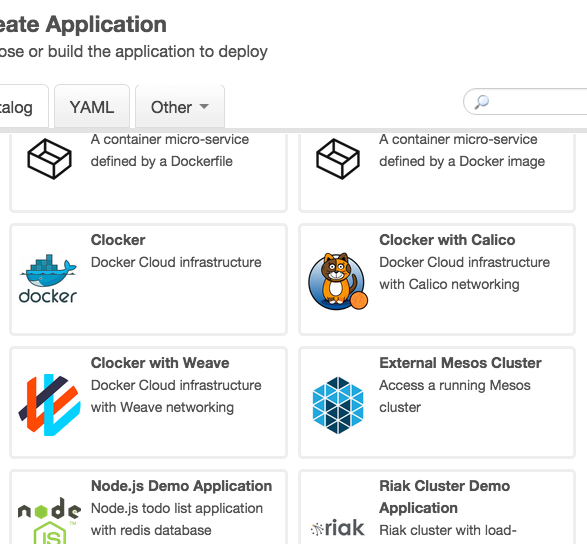 eate Application
ose or build the application to deploy
talog
YAML
Other
A container micro-service
defined by a Dockerfile
A container micro-service
defined by a Docker image
Clocker
Docker Cloud infrastructure
docker
Clocker with Calico
Docker Cloud infrastructure
with Calico networking
Clocker with Weave
Docker Cloud infrastructure
with Weave networking
External Mesos Cluster
Access a running Mesos
cluster
Node.js Demo Application
Node.js todo list application
with redis database
node
JS
™
Riak Cluster Demo
Application
Riak cluster with load-
riak